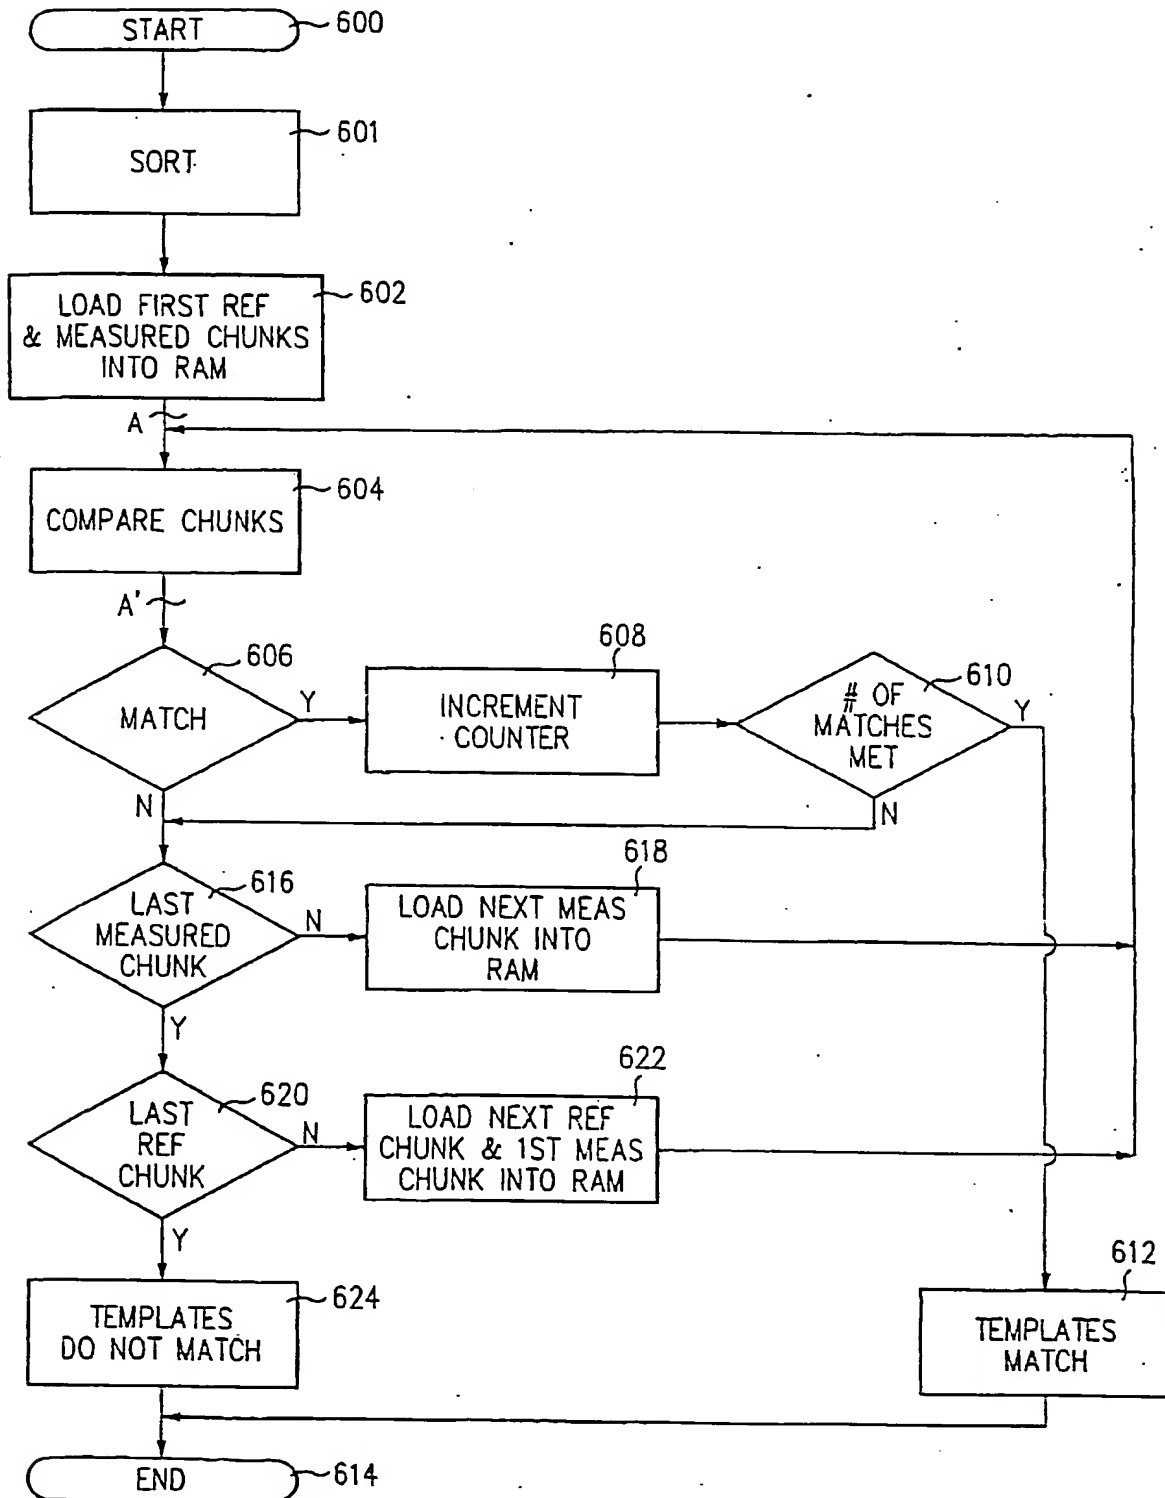 START
600
SORT
601
LOAD FIRST REF
& MEASURED CHUNKS
INTO RAM
602
A
COMPARE CHUNKS
604
A'
MATCH
606
Y
N
INCREMENT
COUNTER
608
# OF
MATCHES
MET
610
Y
N
LAST
MEASURED
CHUNK
616
N
Y
LOAD NEXT MEAS
CHUNK INTO
RAM
618
LAST
REF
CHUNK
620
N
Y
LOAD NEXT REF
CHUNK & 1ST MEAS
CHUNK INTO RAM
622
TEMPLATES
DO NOT MATCH
624
TEMPLATES
MATCH
612
END
614